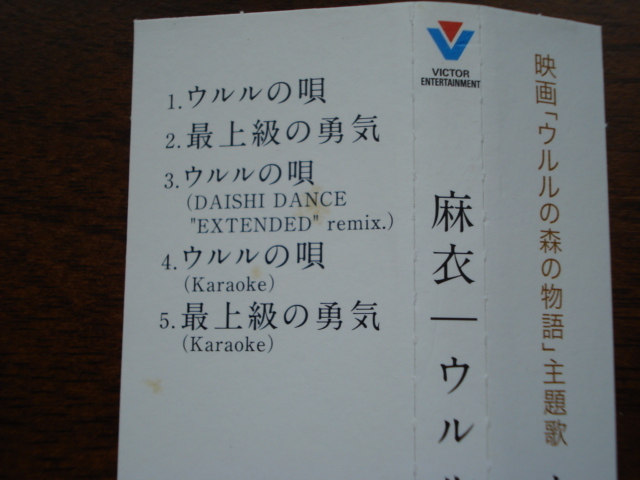 1.ウルルの唄
2.最上級の勇気
3.ウルルの唄
(DAISHI DANCE
"EXTENDED" remix.)
4.ウルルの唄
(Karaoke)
5.最上級の勇気
(Karaoke)
VICTOR
ENTERTAINMENT
麻衣｜ウル
映画「ウルルの森の物語」主題歌